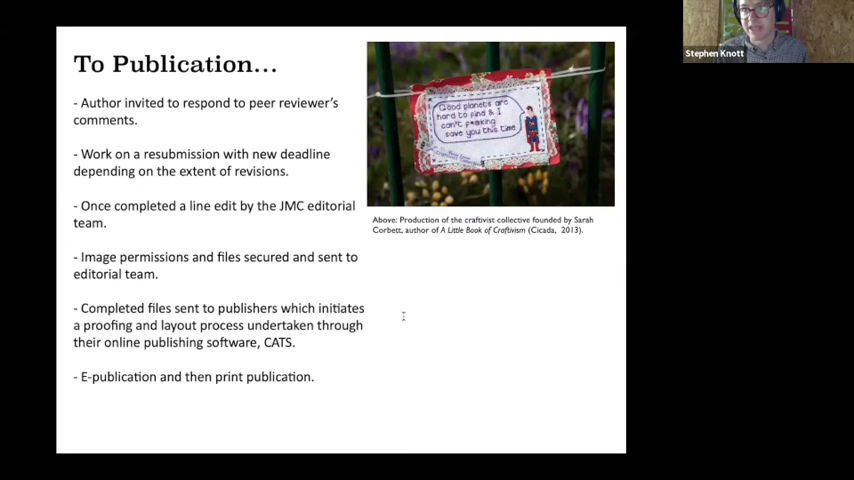 To Publication...
- Author invited to respond to peer reviewer's
comments.
- Work on a resubmission with new deadline
depending on the extent of revisions.
- Once completed a line edit by the JMC editorial
team.
- Image permissions and files secured and sent to
editorial team.
- Completed files sent to publishers which initiates
a proofing and layout process undertaken through
their online publishing software, CATS.
- E-publication and then print publication.
Good planets are
hard to find & I
can't f*king
save you this time
Above: Production of the craftivist collective founded by Sarah
Corbett, author of A Little Book of Craftivism (Cicada, 2013).
Stephen Knott